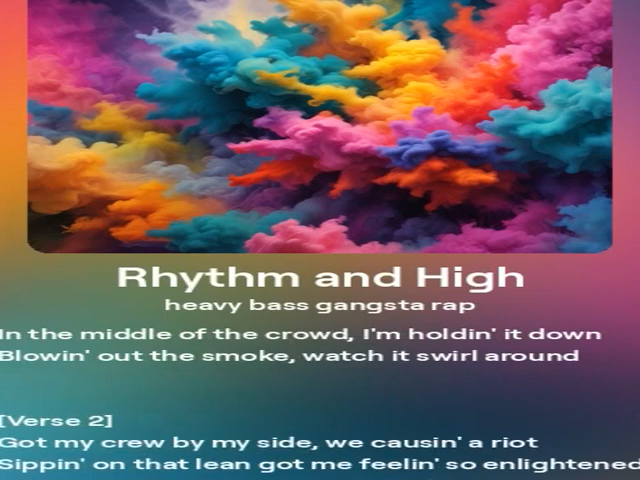 Rhythm and High
heavy bass gangsta rap
In the middle of the crowd, I'm holdin' it down
Blowin' out the smoke, watch it swirl around
[Verse 2]
Got my crew by my side, we causin' a riot
Sippin' on that lean got me feelin' so enlightened